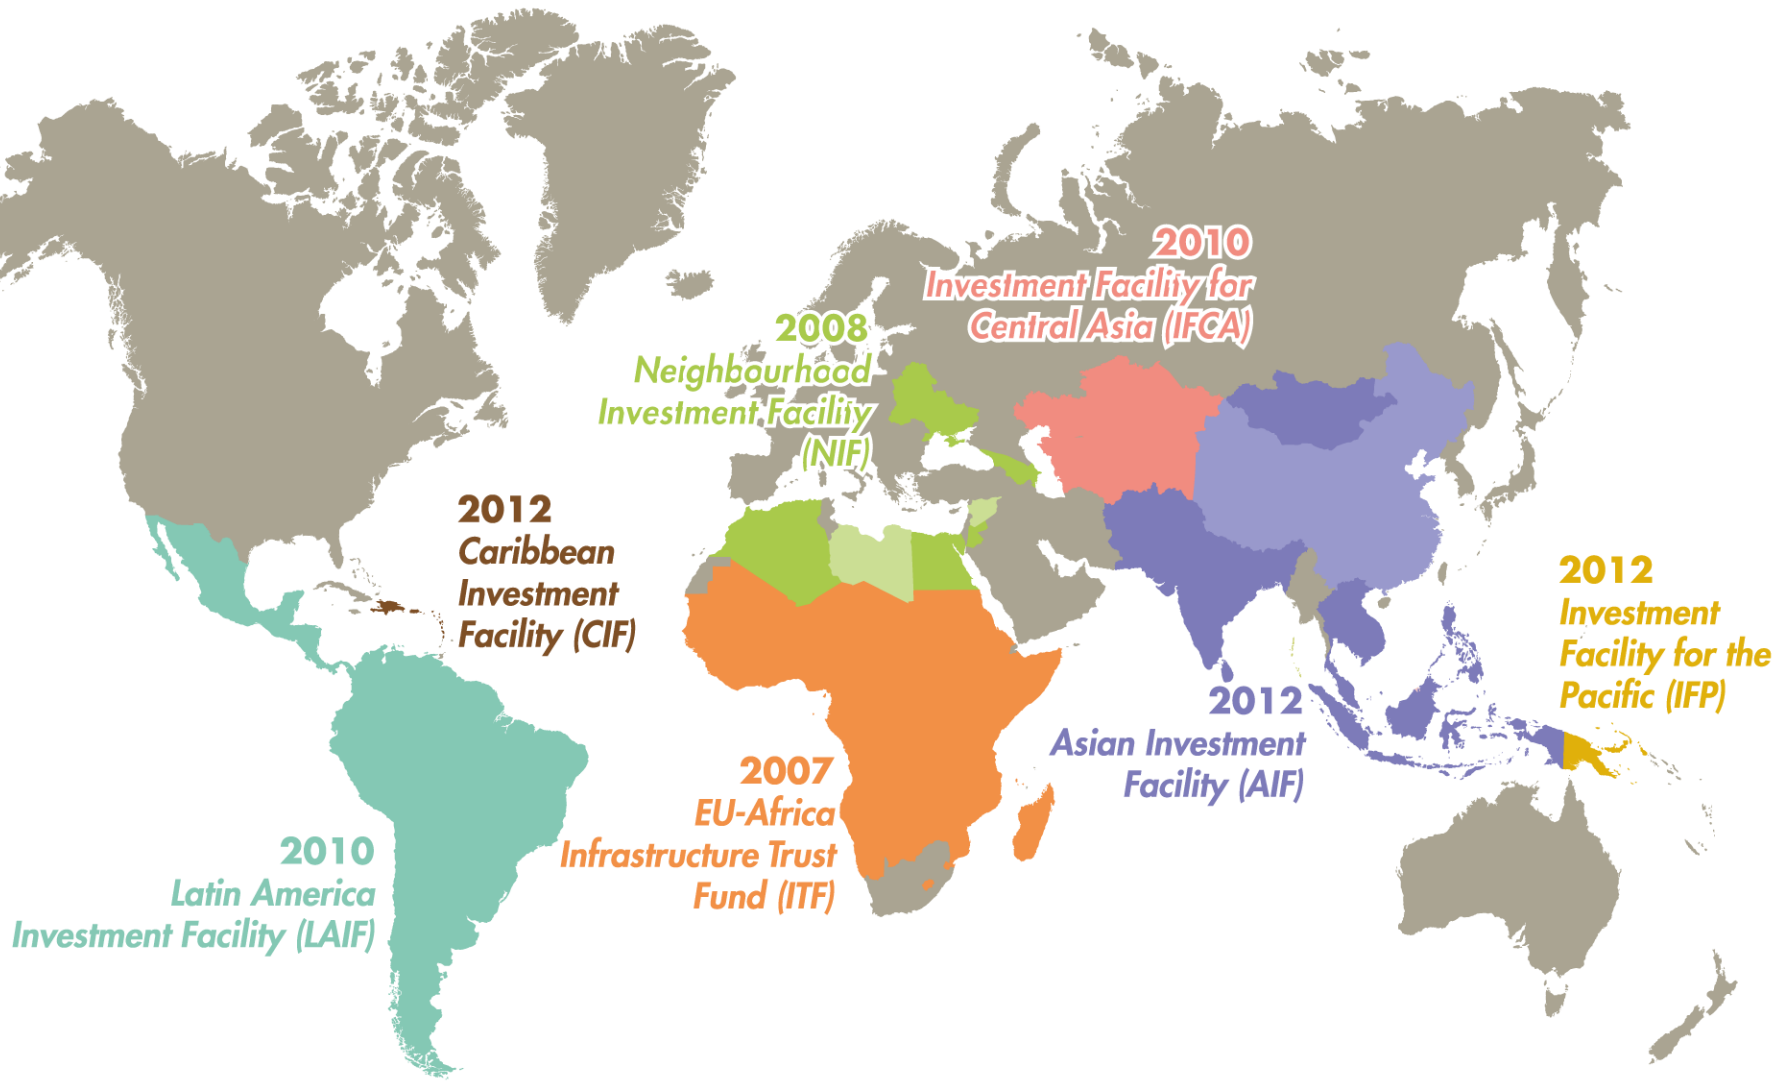 2010
Investment Facility for
Central Asia (IFCA)
2008
Neighbourhood
Investment Facility
(NIF)
2012
Caribbean
Investment
Facility (CIF)
2012
Investment
Facility for the
Pacific (IFP)
2012
Asian Investment
Facility (AIF)
2007
EU-Africa
Infrastructure Trust
Fund (ITF)
2010
Latin America
Investment Facility (LAIF)